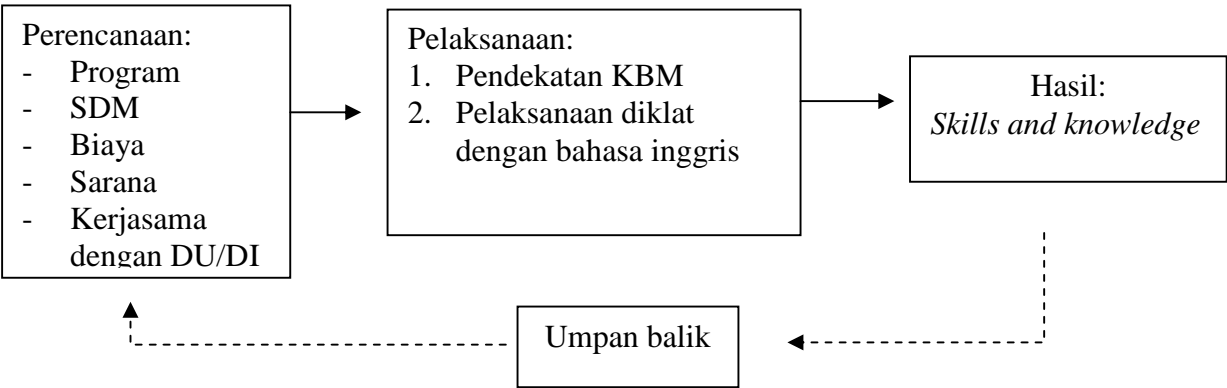 Perencanaan:
- Program
- SDM
- Biaya
- Sarana
- Kerjasama
dengan DU/DI
Pelaksanaan:
1. Pendekatan KBM
2. Pelaksanaan diklat
dengan bahasa inggris
Hasil:
Skills and knowledge
Umpan balik